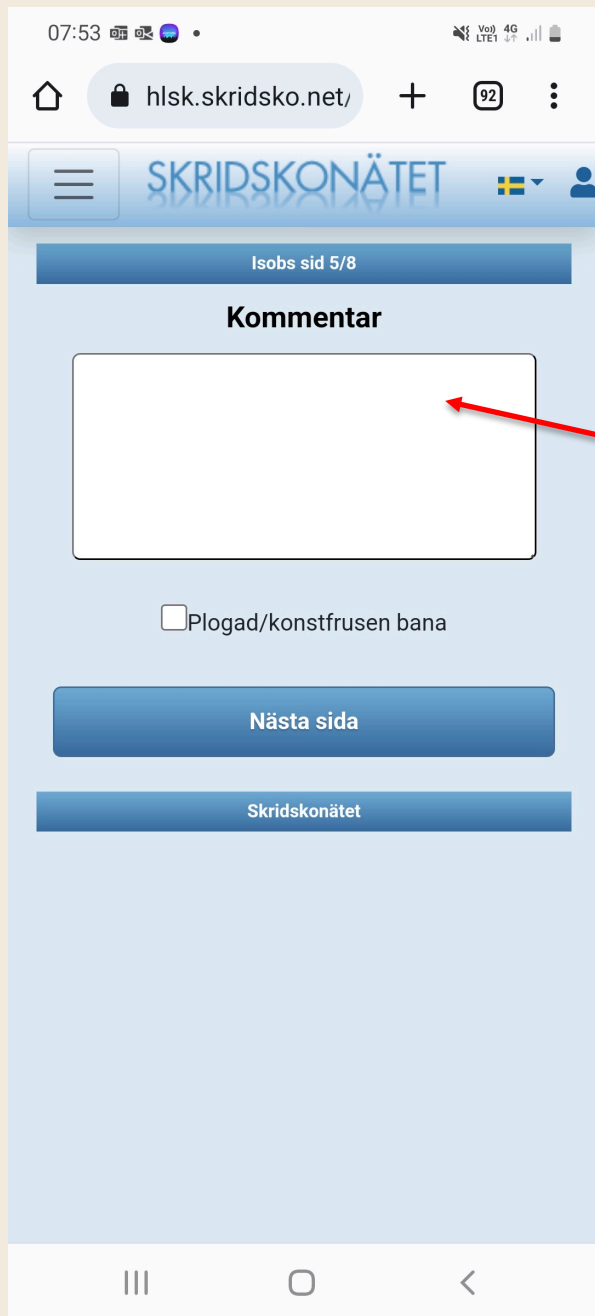 07:53
Vo)) 4G
LTE1
hlsk.skridsko.net/
92
SKRIDSKONÄTET
Isobs sid 5/8
Kommentar
Plogad/konstfrusen bana
Nästa sida
Skridskonätet